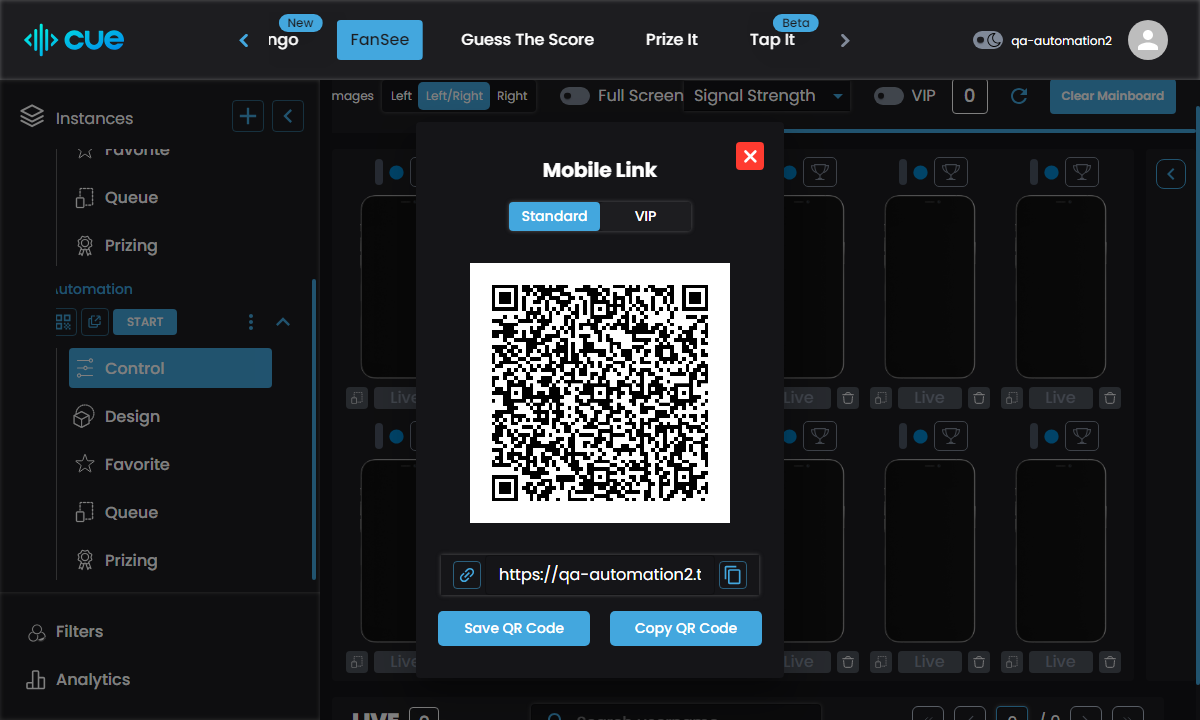 cue
ngo
New
FanSee
Guess The Score
Prize It
Tap It
Beta
qa-automation2
Instances
Favorite
Queue
Prizing
utomation
START
Control
Design
Favorite
Queue
Prizing
Filters
Analytics
mages
Left
Left/Right
Right
Full Screen
Signal Strength
VIP
0
Clear Mainboard
Mobile Link
Standard
VIP
https://qa-automation2.t
Save QR Code
Copy QR Code
Live
Live
Live
Live
Live
Live
Live
Live
LIVE
Search username